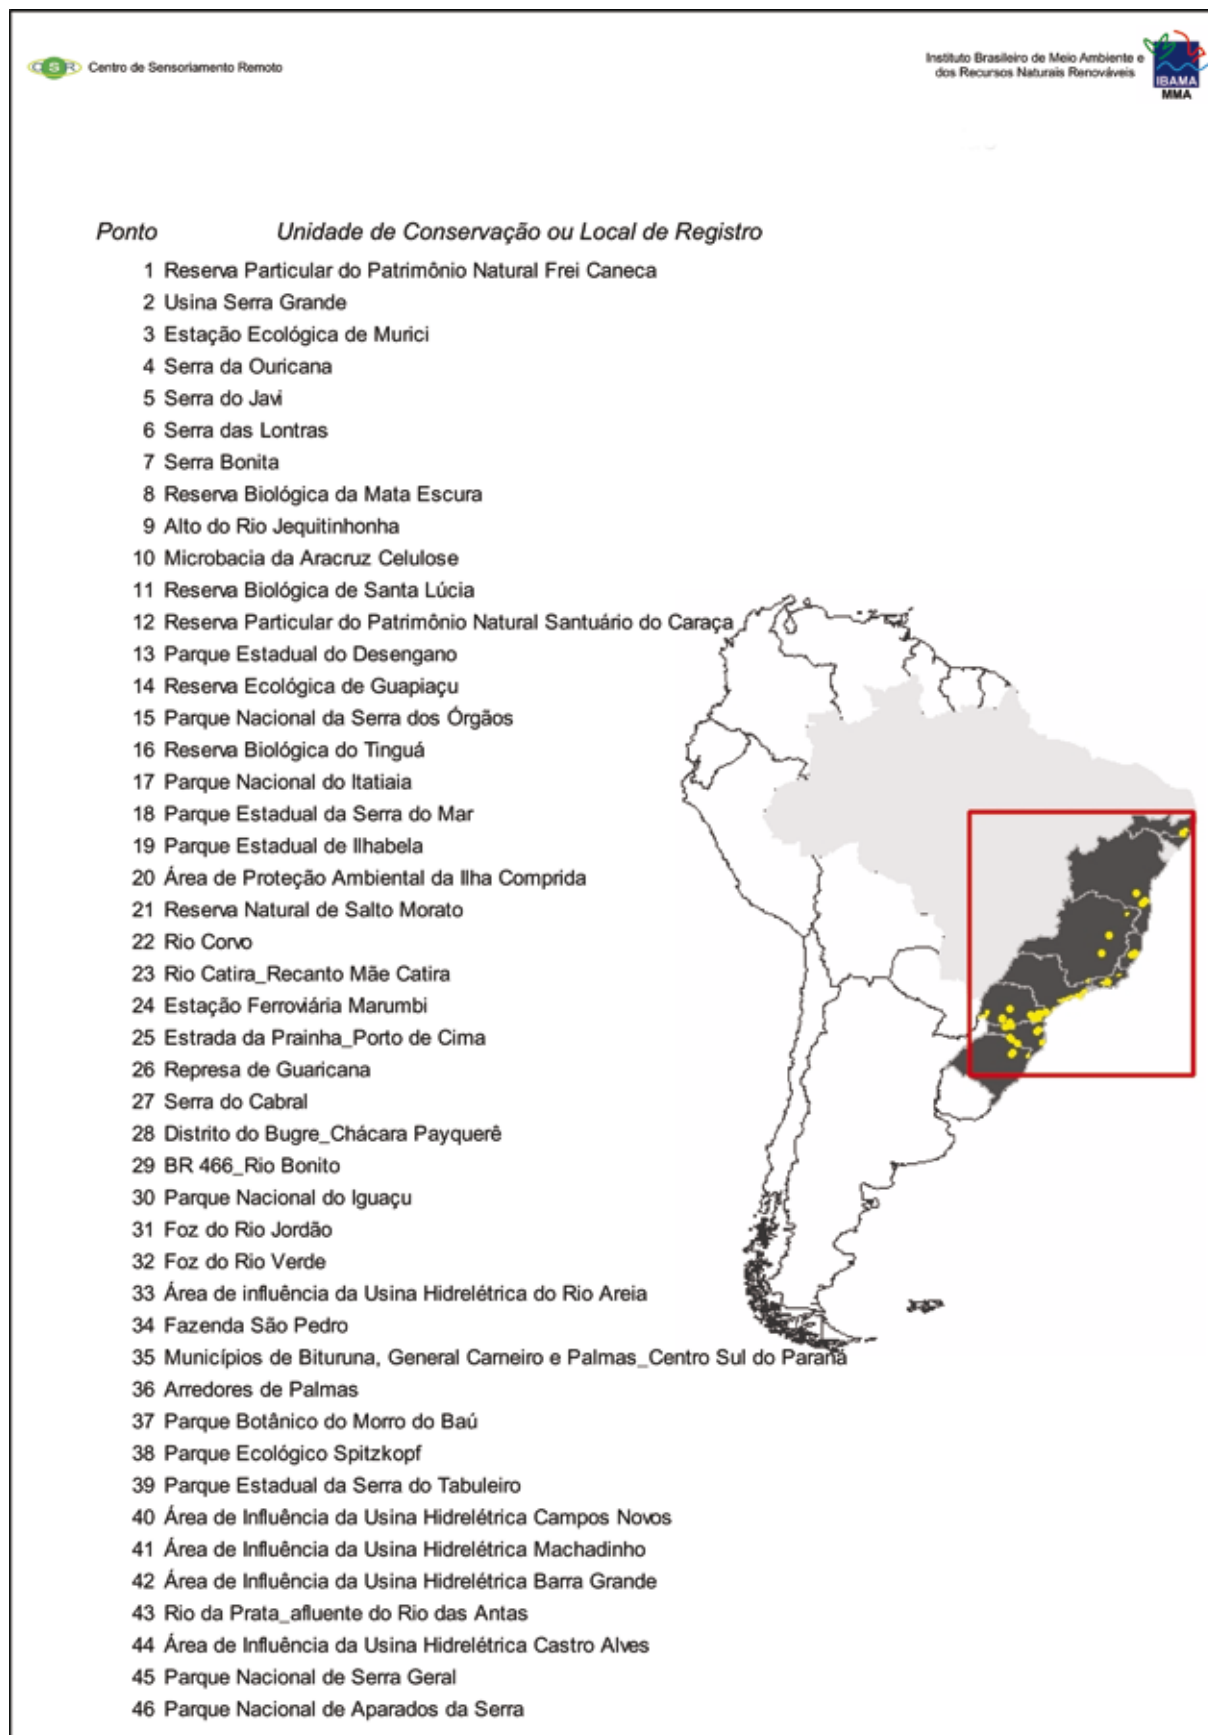 CSR Centro de Sensoriamento Remoto
Instituto Brasileiro de Meio Ambiente e
dos Recursos Naturais Renováveis
IBAMA
MMA
Ponto Unidade de Conservação ou Local de Registro
1 Reserva Particular do Patrimônio Natural Frei Caneca
2 Usina Serra Grande
3 Estação Ecológica de Murici
4 Serra da Ouricana
5 Serra do Javi
6 Serra das Lontras
7 Serra Bonita
8 Reserva Biológica da Mata Escura
9 Alto do Rio Jequitinhonha
10 Microbacia da Aracruz Celulose
11 Reserva Biológica de Santa Lúcia
12 Reserva Particular do Patrimônio Natural Santuário do Caraça
13 Parque Estadual do Desengano
14 Reserva Ecológica de Guapiaçu
15 Parque Nacional da Serra dos Órgãos
16 Reserva Biológica do Tinguá
17 Parque Nacional do Itatiaia
18 Parque Estadual da Serra do Mar
19 Parque Estadual de Ilhabela
20 Área de Proteção Ambiental da Ilha Comprida
21 Reserva Natural de Salto Morato
22 Rio Corvo
23 Rio Catira_Recanto Mãe Catira
24 Estação Ferroviária Marumbi
25 Estrada da Prainha_Porto de Cima
26 Represa de Guaricana
27 Serra do Cabral
28 Distrito do Bugre_Chácara Payquerê
29 BR 466_Rio Bonito
30 Parque Nacional do Iguaçu
31 Foz do Rio Jordão
32 Foz do Rio Verde
33 Área de influência da Usina Hidrelétrica do Rio Areia
34 Fazenda São Pedro
35 Municípios de Bituruna, General Carneiro e Palmas_Centro Sul do Paraná
36 Arredores de Palmas
37 Parque Botânico do Morro do Baú
38 Parque Ecológico Spitzkopf
39 Parque Estadual da Serra do Tabuleiro
40 Área de Influência da Usina Hidrelétrica Campos Novos
41 Área de Influência da Usina Hidrelétrica Machadinho
42 Área de Influência da Usina Hidrelétrica Barra Grande
43 Rio da Prata_afluente do Rio das Antas
44 Área de Influência da Usina Hidrelétrica Castro Alves
45 Parque Nacional de Serra Geral
46 Parque Nacional de Aparados da Serra